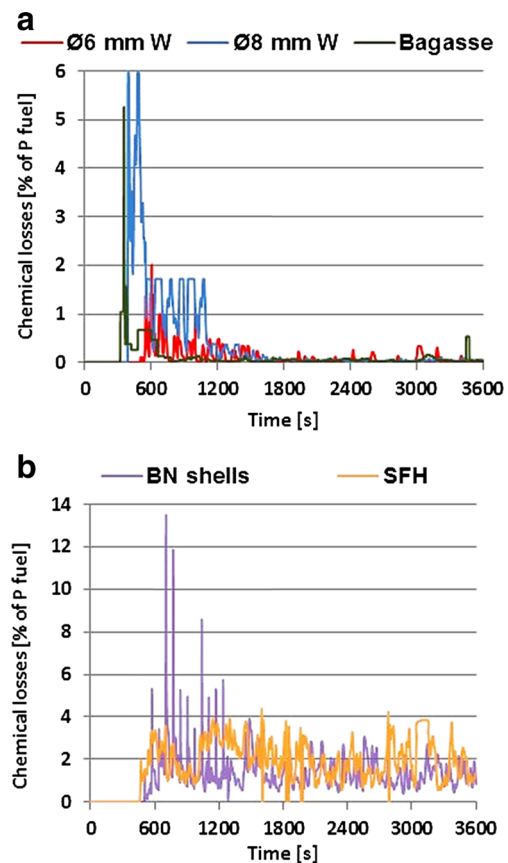 a
Ø6 mm W Ø8 mm W Bagasse
Chemical losses [% of P fuel]
6
5
4
3
2
1
0
0 600 1200 1800 2400 3000 3600
Time [s]
b
BN shells SFH
Chemical losses [% of P fuel]
14
12
10
8
6
4
2
0
0 600 1200 1800 2400 3000 3600
Time [s]